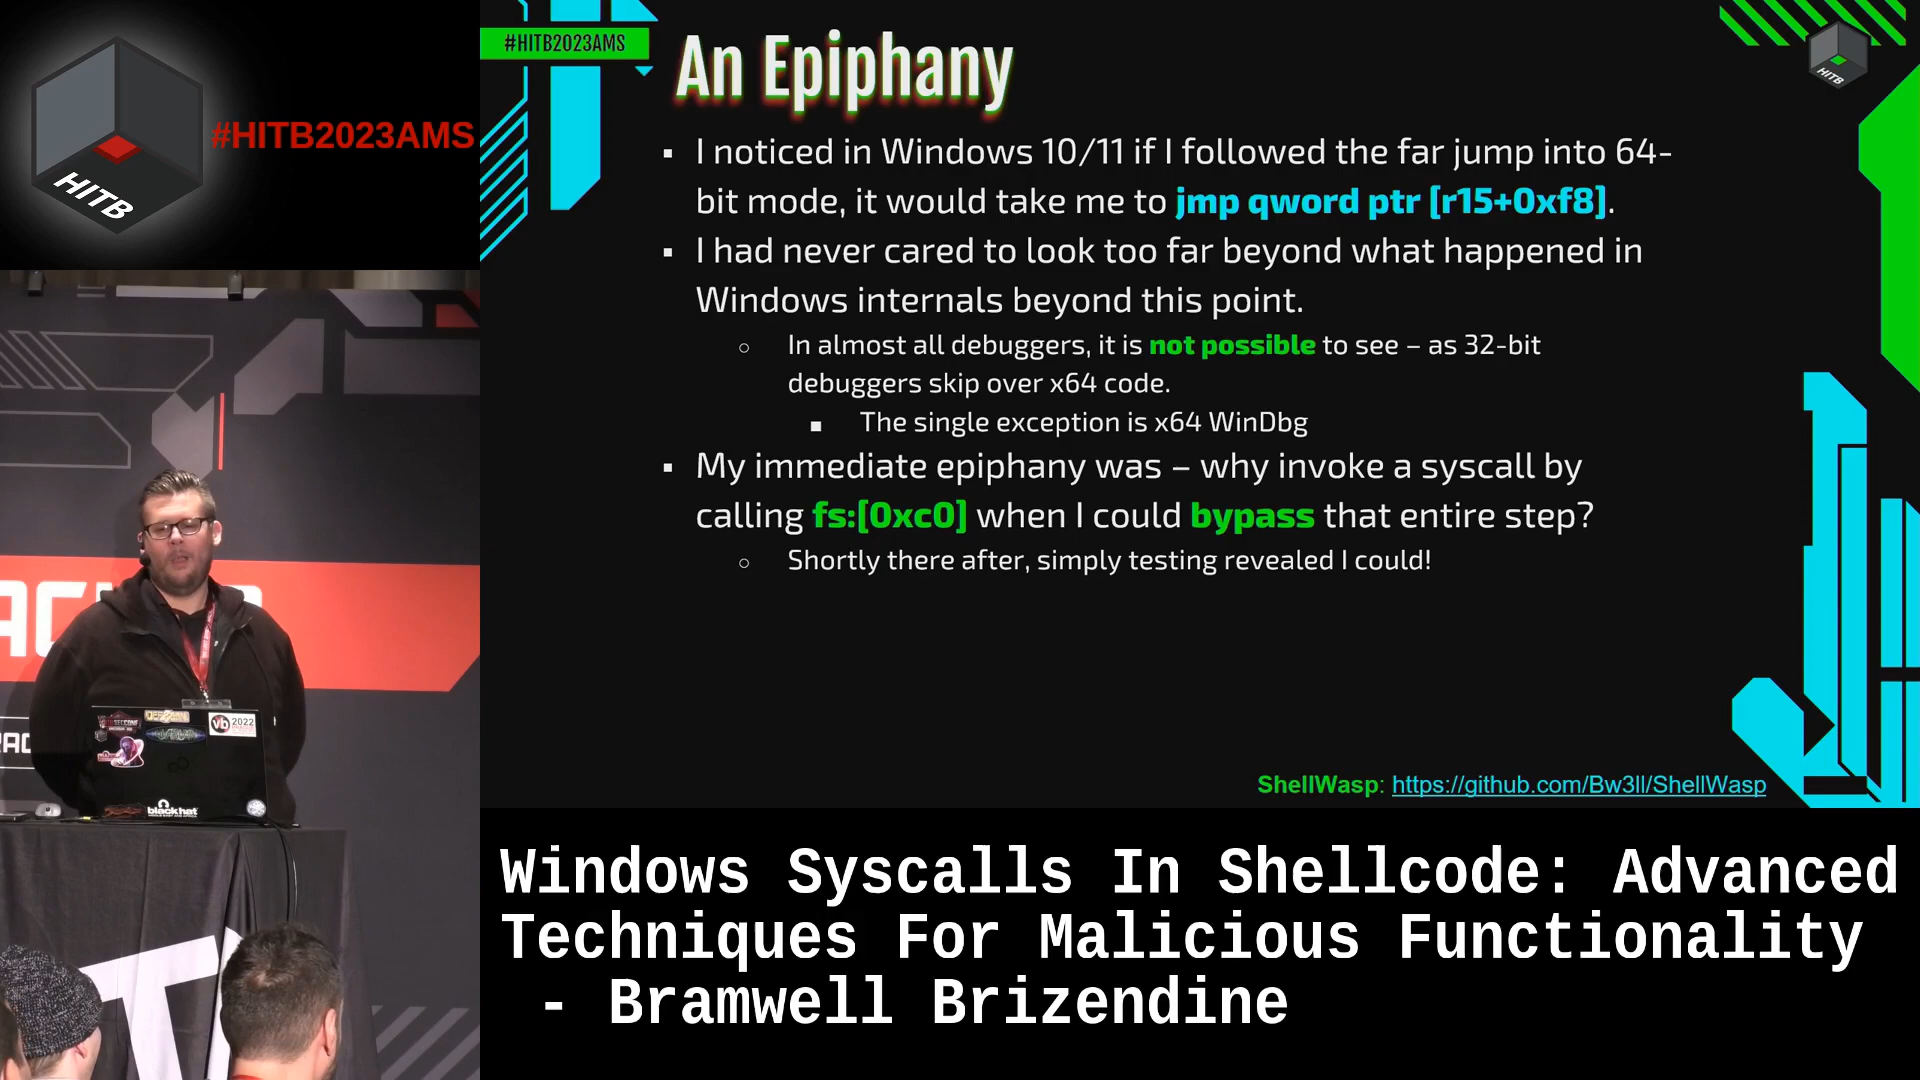 HITB
#HITB2023AMS
#HITB2023AMS
An Epiphany
HITB
▪ I noticed in Windows 10/11 if I followed the far jump into 64-
bit mode, it would take me to jmp qword ptr [r15+0xf8].
▪ I had never cared to look too far beyond what happened in
Windows internals beyond this point.
○ In almost all debuggers, it is not possible to see – as 32-bit
debuggers skip over x64 code.
■ The single exception is x64 WinDbg
▪ My immediate epiphany was – why invoke a syscall by
calling fs:[0xc0] when I could bypass that entire step?
○ Shortly there after, simply testing revealed I could!
ShellWasp: https://github.com/Bw3ll/ShellWasp
vb 2022
black hat
Windows Syscalls In Shellcode: Advanced
Techniques For Malicious Functionality
- Bramwell Brizendine